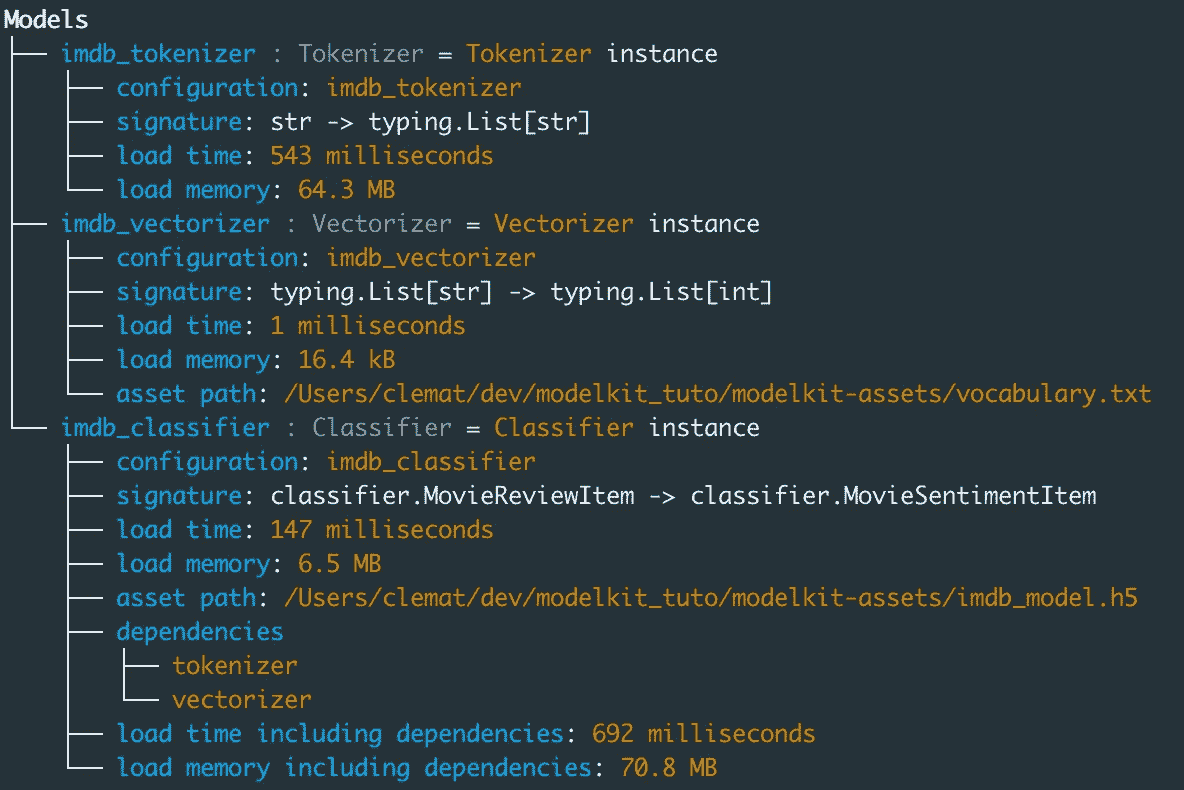 Models
imdb_tokenizer : Tokenizer = Tokenizer instance
configuration: imdb_tokenizer
signature: str -> typing.List[str]
load time: 543 milliseconds
load memory: 64.3 MB
imdb_vectorizer : Vectorizer = Vectorizer instance
configuration: imdb_vectorizer
signature: typing.List[str] -> typing.List[int]
load time: 1 milliseconds
load memory: 16.4 kB
asset path: /Users/clemat/dev/modelkit_tuto/modelkit-assets/vocabulary.txt
imdb_classifier : Classifier = Classifier instance
configuration: imdb_classifier
signature: classifier.MovieReviewItem -> classifier.MovieSentimentItem
load time: 147 milliseconds
load memory: 6.5 MB
asset path: /Users/clemat/dev/modelkit_tuto/modelkit-assets/imdb_model.h5
dependencies
tokenizer
vectorizer
load time including dependencies: 692 milliseconds
load memory including dependencies: 70.8 MB